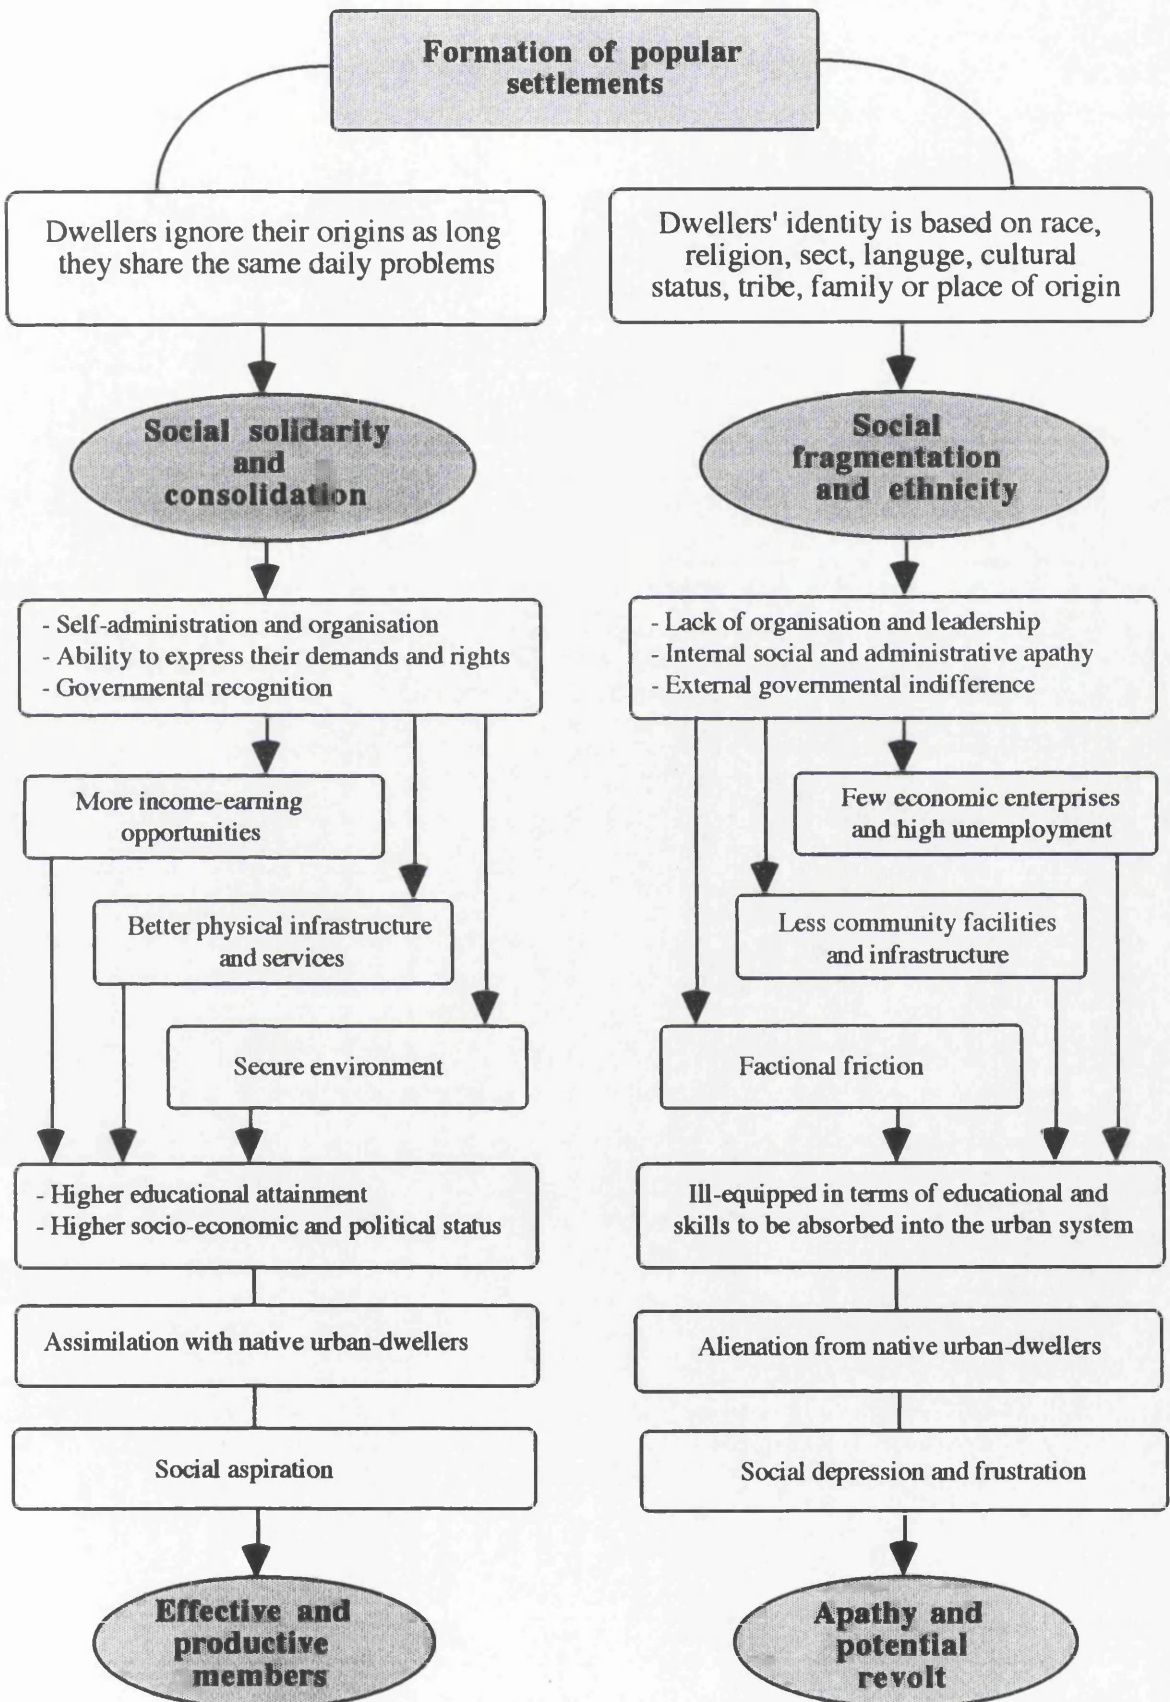 Formation of popular
settlements
Dwellers ignore their origins as long
they share the same daily problems
Dwellers' identity is based on race,
religion, sect, languge, cultural
status, tribe, family or place of origin
Social solidarity
and
consolidation
Social
fragmentation
and ethnicity
- Self-administration and organisation
- Ability to express their demands and rights
- Governmental recognition
- Lack of organisation and leadership
- Internal social and administrative apathy
- External governmental indifference
More income-earning
opportunities
Few economic enterprises
and high unemployment
Better physical infrastructure
and services
Less community facilities
and infrastructure
Secure environment
Factional friction
- Higher educational attainment
- Higher socio-economic and political status
Ill-equipped in terms of educational and
skills to be absorbed into the urban system
Assimilation with native urban-dwellers
Alienation from native urban-dwellers
Social aspiration
Social depression and frustration
Effective and
productive
members
Apathy and
potential
revolt